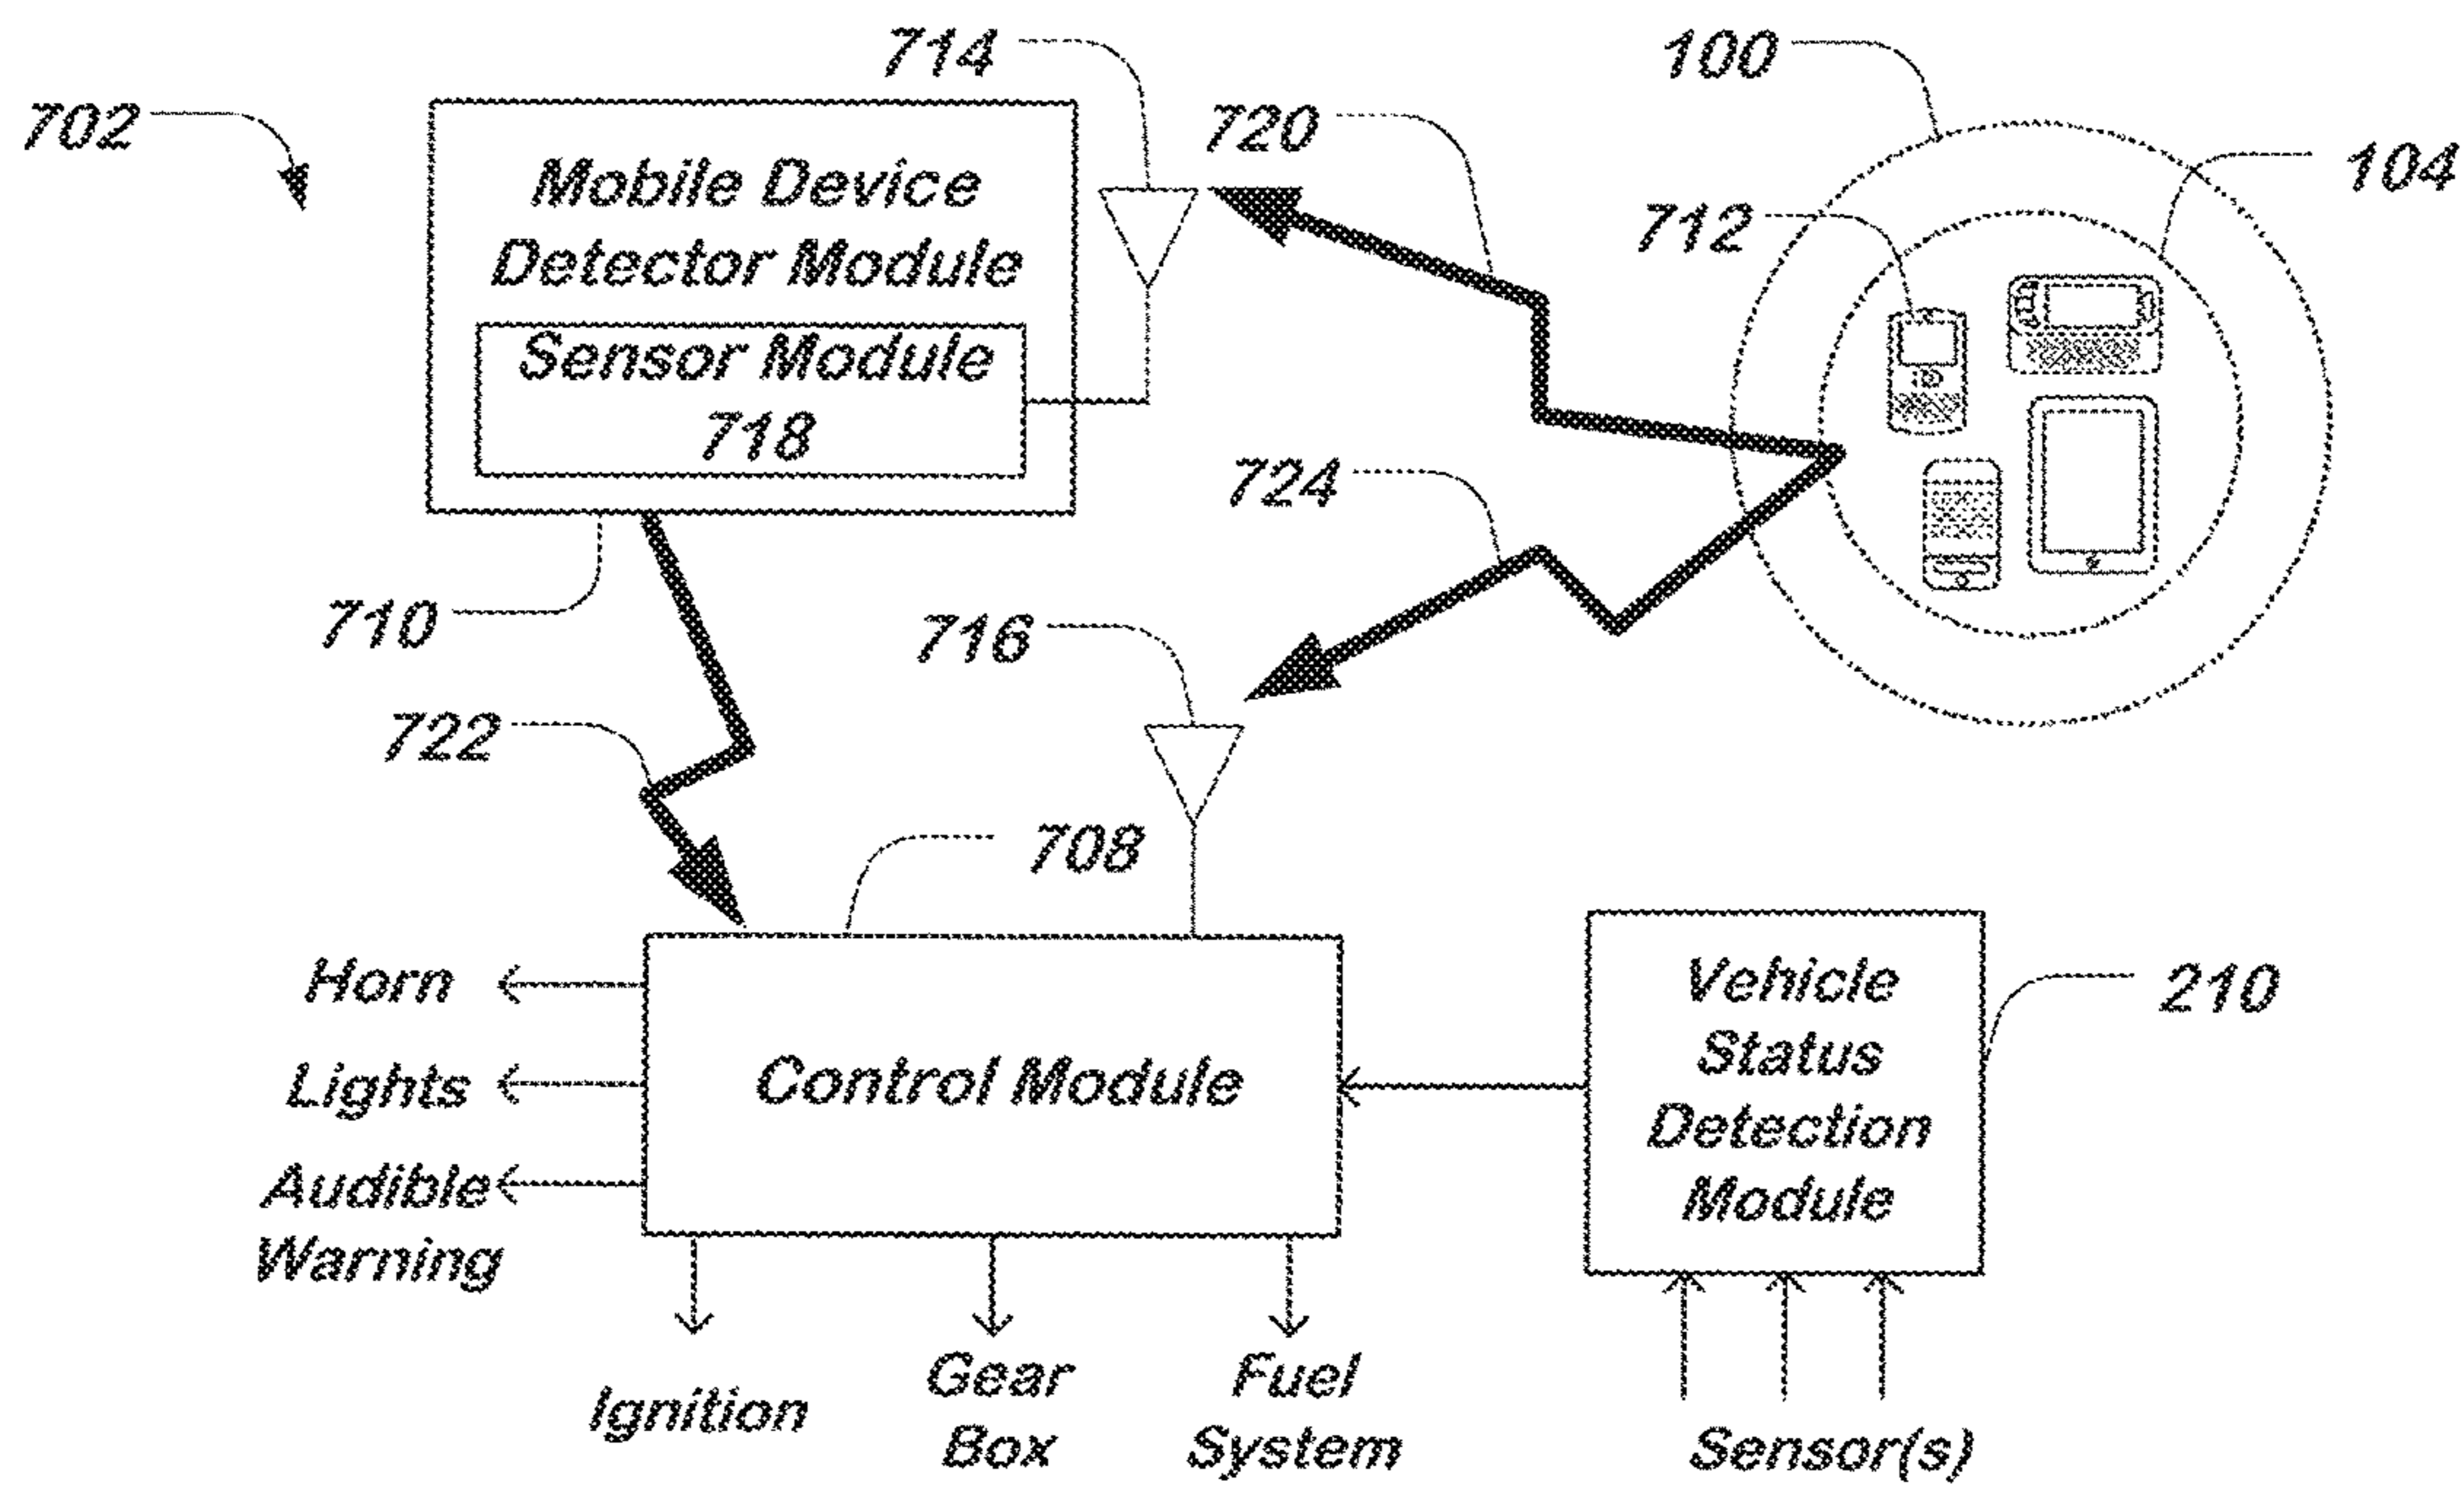 714
100
702
720
104
Mobile Device
712
Detector Module
Sensor Module
718
724
710
716
722
708
Horn
Vehicle
210
Status
Lights
Control Module
Detection
Audible
Module
Warning
Ignition
Gear
Box
Fuel
System
Sensor(s)